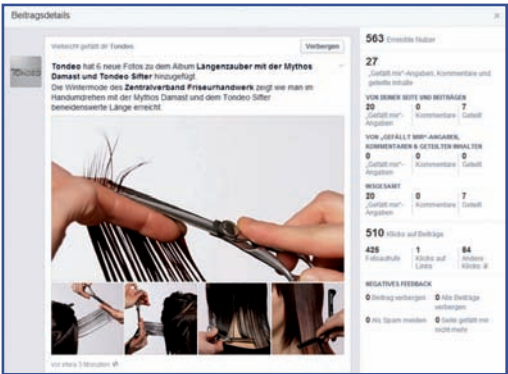 Beitragsdetails
Vielleicht gefällt dir Tondeo
Verbergen
TONDEO
Tondeo hat 6 neue Fotos zu dem Album Längenzauber mit der Mythos
Damast und Tondeo Sifter hinzugefügt.
Die Wintermode des Zentralverband Friseurhandwerk zeigt wie man im
Handumdrehen mit der Mythos Damast und dem Tondeo Sifter
beneidenswerte Länge erreicht.
vor etwa 3 Monaten
563 Erreichte Nutzer
27
„Gefällt mir“-Angaben, Kommentare und
geteilte Inhalte
VON DEINER SEITE UND BEITRÄGEN
20 0 7
„Gefällt mir“- Kommentare Geteilt
Angaben
VON „GEFÄLLT MIR“-ANGABEN,
KOMMENTAREN & GETEILTEN INHALTEN
0 0 0
„Gefällt mir“- Kommentare Geteilt
Angaben
INSGESAMT
20 0 7
„Gefällt mir“- Kommentare Geteilt
Angaben
510 Klicks auf Beiträge
425 1 84
Fotoaufrufe Klicks auf Andere
Links Klicks
NEGATIVES FEEDBACK
0 Beitrag verbergen 0 Alle Beiträge
verbergen
0 Als Spam melden 0 Seite gefällt mir
nicht mehr